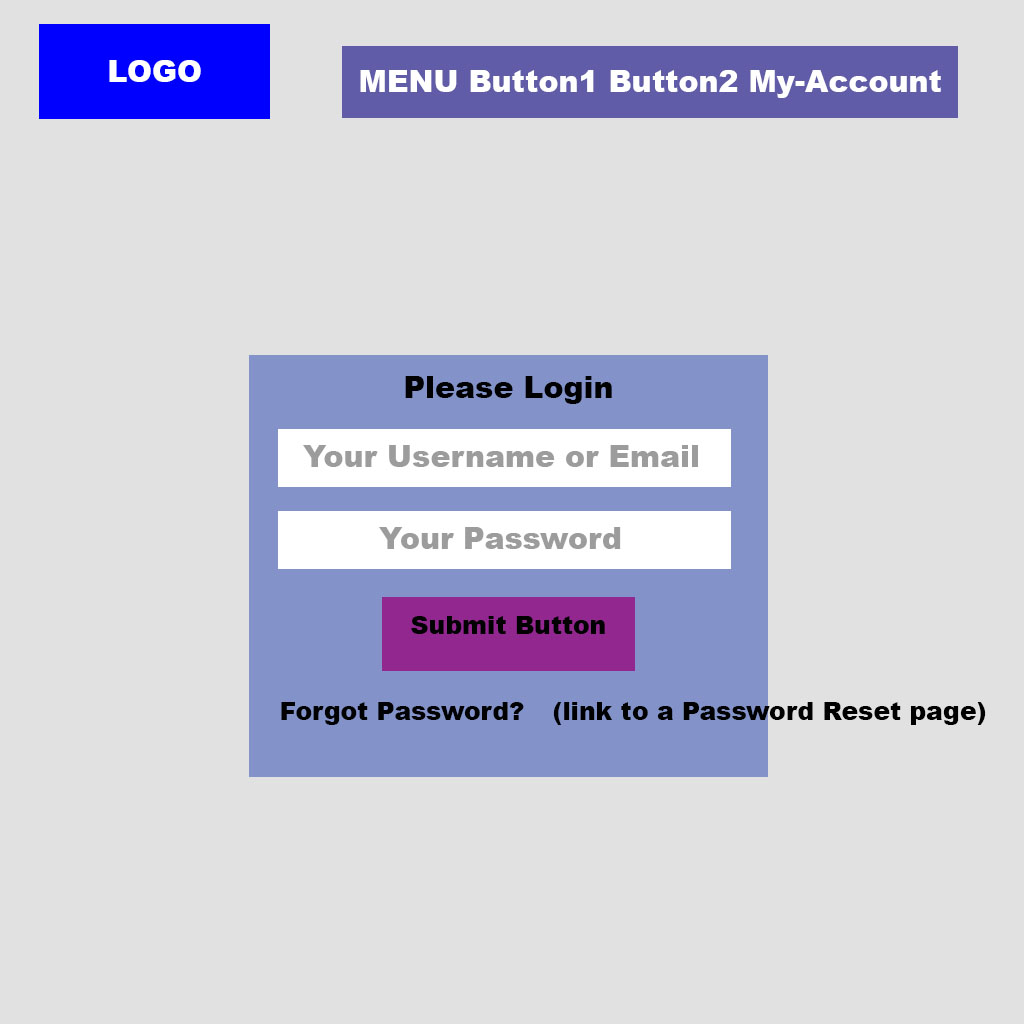 LOGO
MENU Button1 Button2 My-Account
Please Login
Your Username or Email
Your Password
Submit Button
Forgot Password? (link to a Password Reset page)